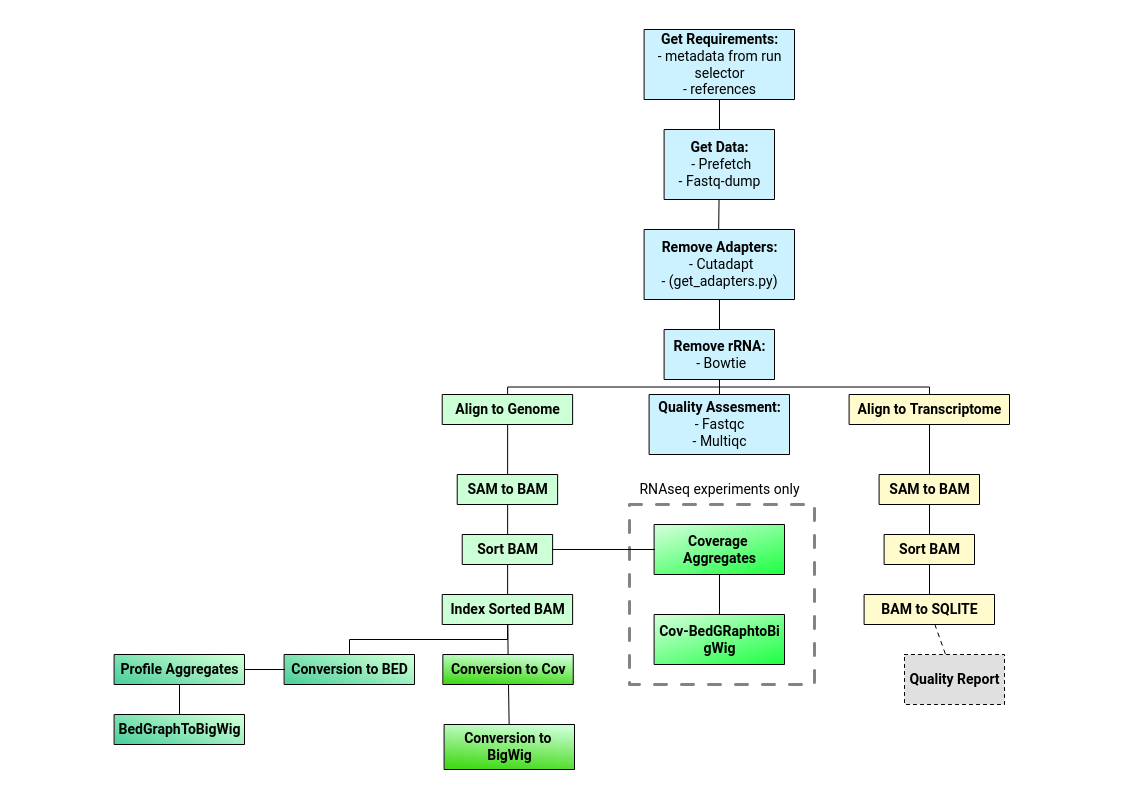 Get Requirements:
- metadata from run
selector
- references
Get Data:
- Prefetch
- Fastq-dump
Remove Adapters:
- Cutadapt
- (get_adapters.py)
Remove rRNA:
- Bowtie
Align to Genome
Quality Assesment:
- Fastqc
- Multiqc
Align to Transcriptome
SAM to BAM
RNAseq experiments only
SAM to BAM
Sort BAM
Coverage
Aggregates
Sort BAM
Index Sorted BAM
Cov-BedGRaphtoBi
gWig
BAM to SQLITE
Profile Aggregates
Conversion to BED
Conversion to Cov
Quality Report
BedGraphToBigWig
Conversion to
BigWig